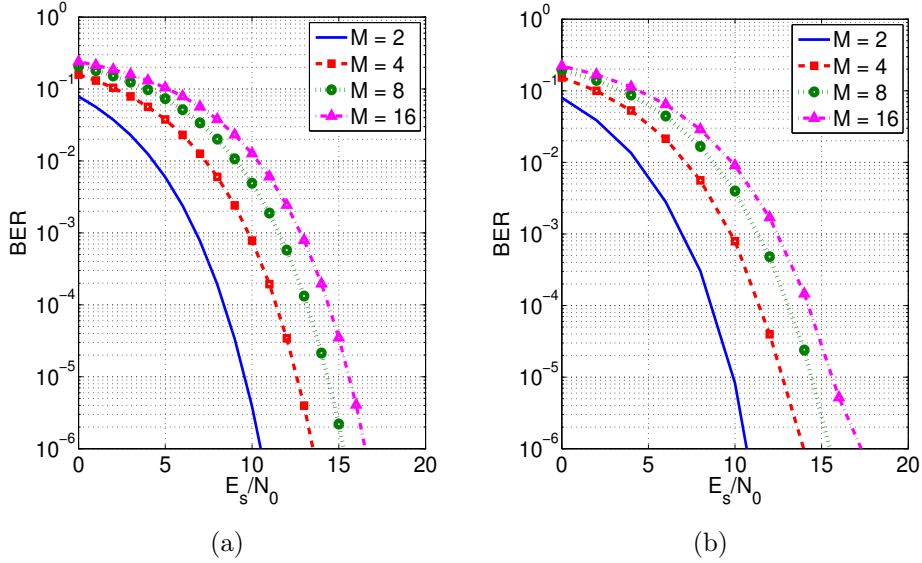 10^0
10^-1
10^-2
10^-3
10^-4
10^-5
10^-6
BER
0 5 10 15 20
E_s/N_0
M = 2
M = 4
M = 8
M = 16
(a)
10^0
10^-1
10^-2
10^-3
10^-4
10^-5
10^-6
BER
0 5 10 15 20
E_s/N_0
M = 2
M = 4
M = 8
M = 16
(b)